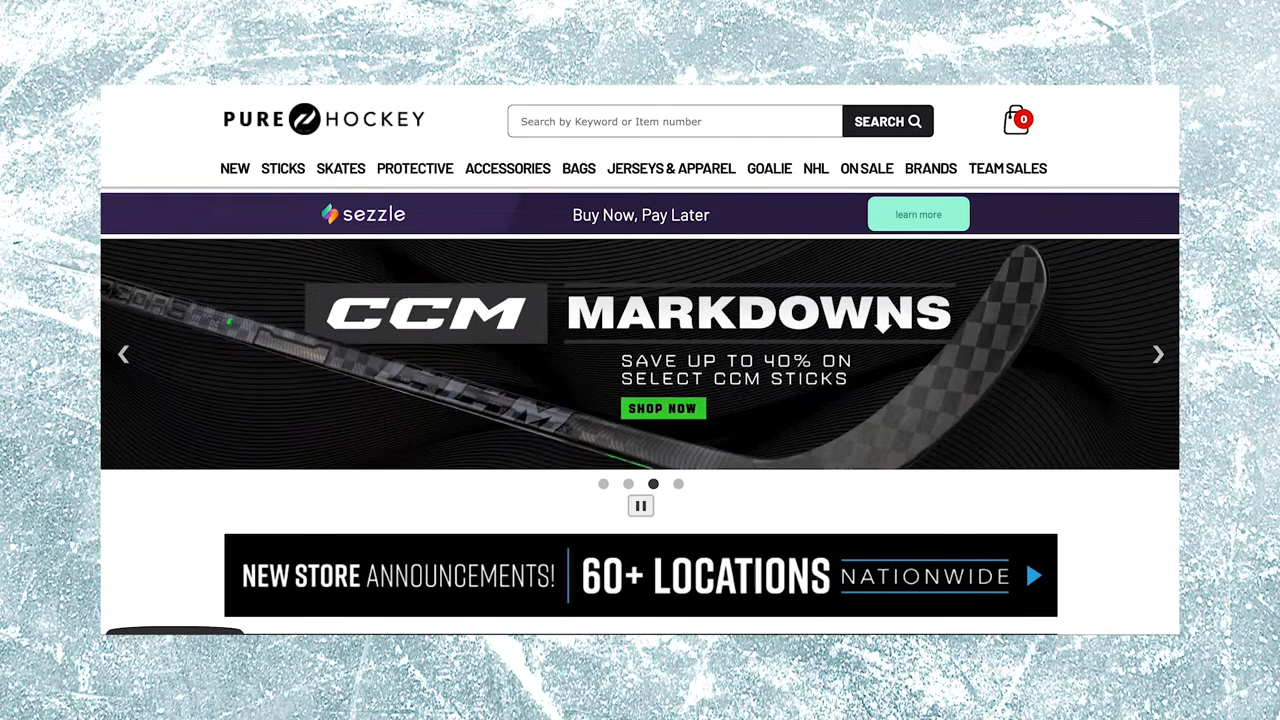 PURE HOCKEY
Search by Keyword or Item number
SEARCH
0
NEW STICKS SKATES PROTECTIVE ACCESSORIES BAGS JERSEYS & APPAREL GOALIE NHL ON SALE BRANDS TEAM SALES
sezzle Buy Now, Pay Later learn more
CCM MARKDOWNS
SAVE UP TO 40% ON
SELECT CCM STICKS
SHOP NOW
CCM
NEW STORE ANNOUNCEMENTS! 60+ LOCATIONS NATIONWIDE